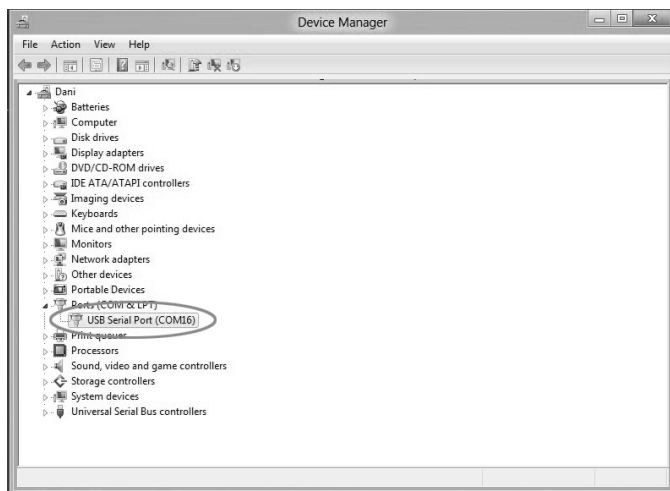 Device Manager
File Action View Help
Dani
Batteries
Computer
Disk drives
Display adapters
DVD/CD-ROM drives
IDE ATA/ATAPI controllers
Imaging devices
Keyboards
Mice and other pointing devices
Monitors
Network adapters
Other devices
Portable Devices
Ports (COM & LPT)
USB Serial Port (COM16)
Print queues
Processors
Sound, video and game controllers
Storage controllers
System devices
Universal Serial Bus controllers